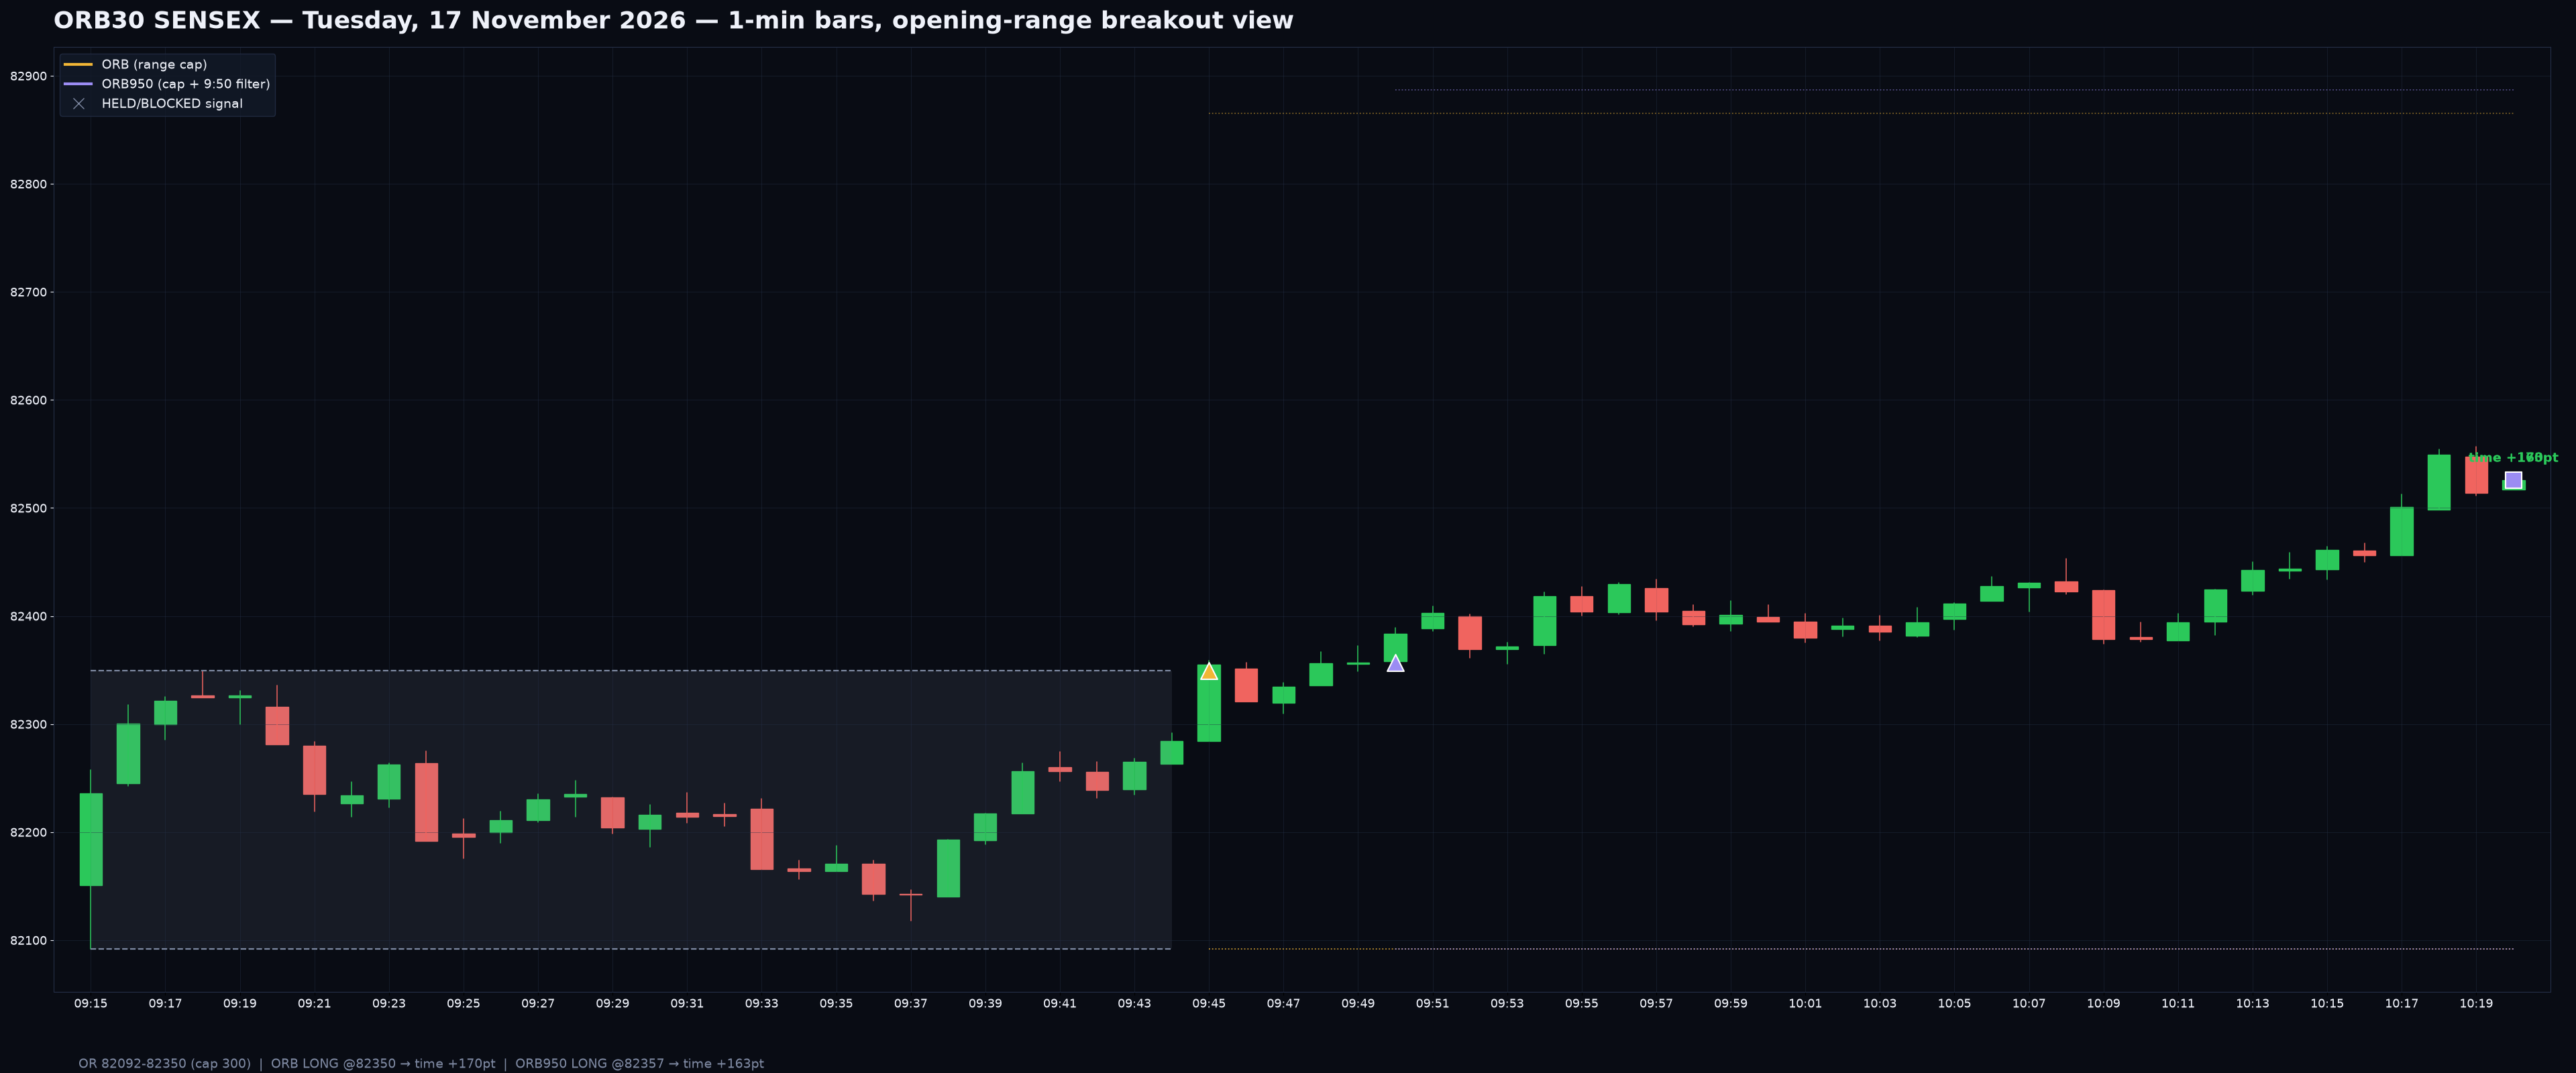 ORB30 SENSEX — Tuesday, 17 November 2026 — 1-min bars, opening-range breakout view
ORB (range cap)
ORB950 (cap + 9:50 filter)
HELD/BLOCKED signal
82900
82800
82700
82600
82500
82400
82300
82200
82100
time
09:15 09:17 09:19 09:21 09:23 09:25 09:27 09:29 09:31 09:33 09:35 09:37 09:39 09:41 09:43 09:45 09:47 09:49 09:51 09:53 09:55 09:57 09:59 10:01 10:03 10:05 10:07 10:09 10:11 10:13 10:15 10:17 10:19
OR 82092-82350 (cap 300) | ORB LONG @82350 → time +170pt | ORB950 LONG @82357 → time +163pt